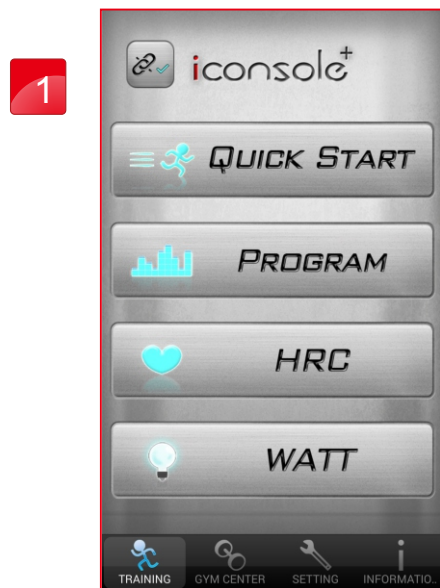 1
iconsole+
QUICK START
PROGRAM
HRC
WATT
TRAINING GYM CENTER SETTING INFORMATIO..